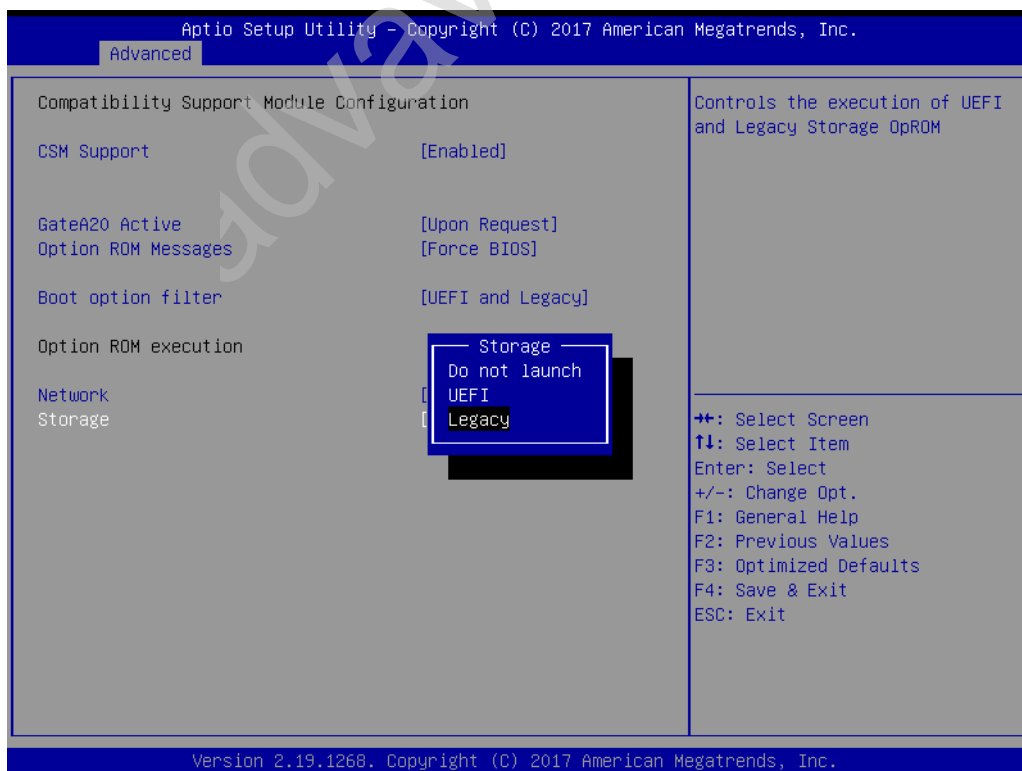 Aptio Setup Utility – Copyright (C) 2017 American Megatrends, Inc.
Advanced
Compatibility Support Module Configuration
CSM Support [Enabled]
GateA20 Active [Upon Request]
Option ROM Messages [Force BIOS]
Boot option filter [UEFI and Legacy]
Option ROM execution
Network [
Storage [
Storage
Do not launch
UEFI
Legacy
Controls the execution of UEFI
and Legacy Storage OpROM
→←: Select Screen
↑↓: Select Item
Enter: Select
+/-: Change Opt.
F1: General Help
F2: Previous Values
F3: Optimized Defaults
F4: Save & Exit
ESC: Exit
Version 2.19.1268. Copyright (C) 2017 American Megatrends, Inc.